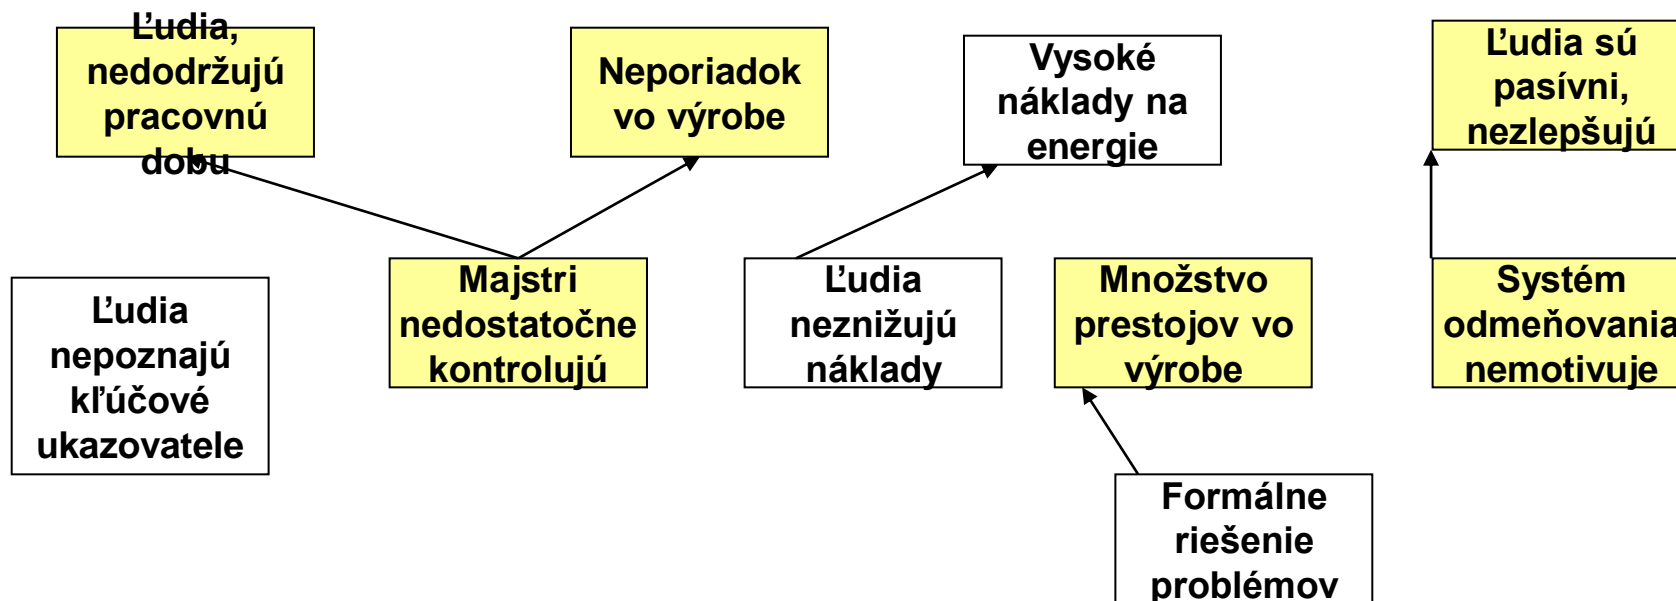 Ľudia,
nedodržujú
pracovnú
dobu
Neporiadok
vo výrobe
Vysoké
náklady na
energie
Ľudia sú
pasívni,
nezlepšujú
Ľudia
nepoznajú
kľúčové
ukazovatele
Majstri
nedostatočne
kontrolujú
Ľudia
neznižujú
náklady
Množstvo
prestojov vo
výrobe
Systém
odmeňovania
nemotivuje
Formálne
riešenie
problémov